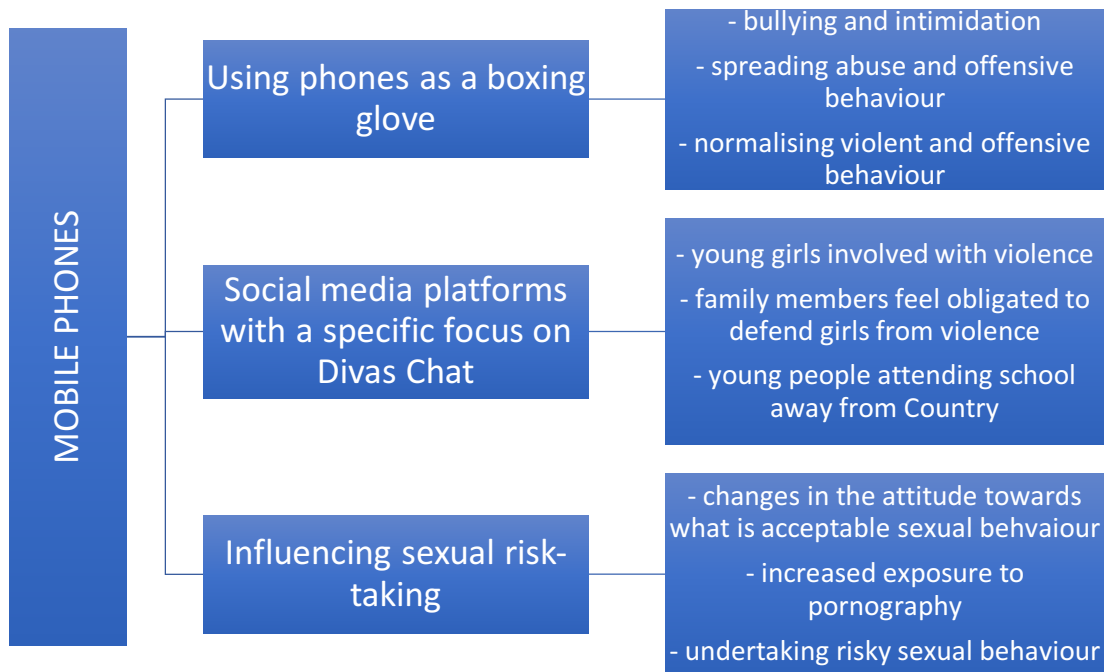 MOBILE PHONES
Using phones as a boxing
glove
- bullying and intimidation
- spreading abuse and offensive
behaviour
- normalising violent and offensive
behaviour
Social media platforms
with a specific focus on
Divas Chat
- young girls involved with violence
- family members feel obligated to
defend girls from violence
- young people attending school
away from Country
Influencing sexual risk-
taking
- changes in the attitude towards
what is acceptable sexual behvaiour
- increased exposure to
pornography
- undertaking risky sexual behaviour